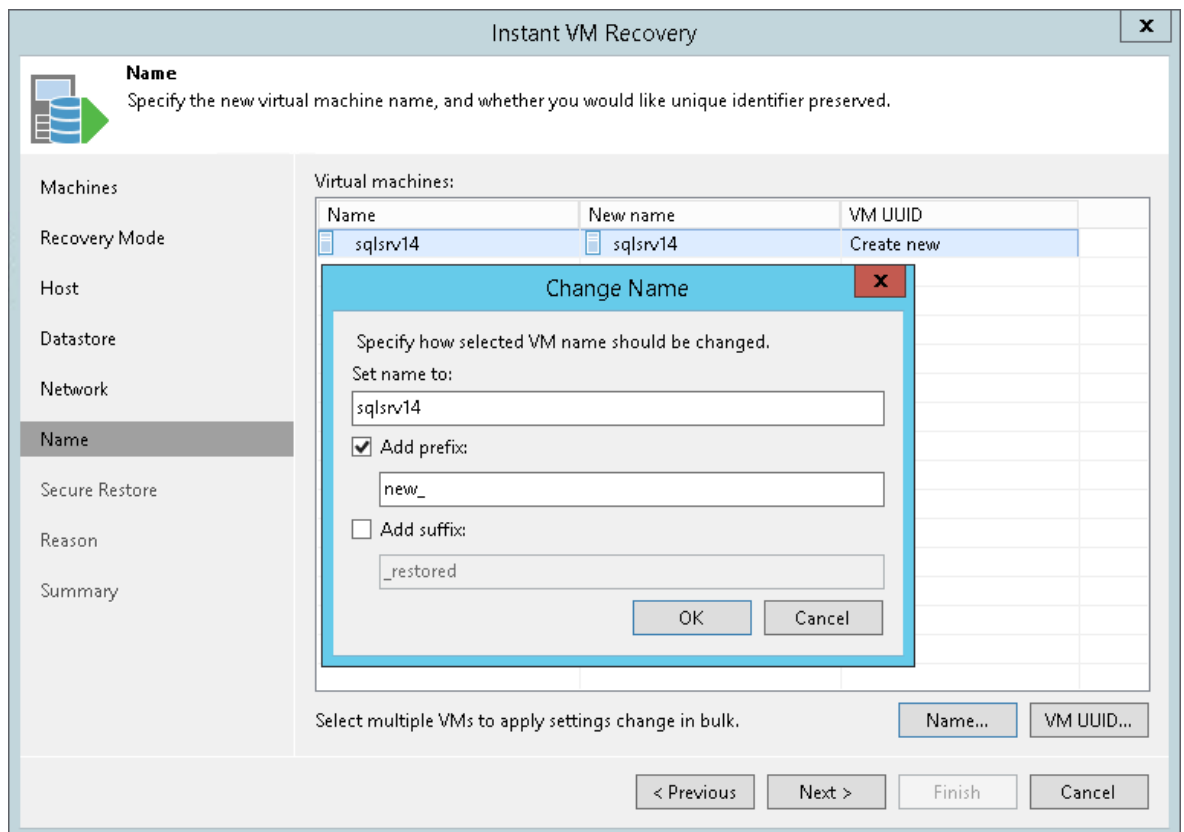 Instant VM Recovery
x
Name
Specify the new virtual machine name, and whether you would like unique identifier preserved.
Machines
Recovery Mode
Host
Datastore
Network
Name
Secure Restore
Reason
Summary
Virtual machines:
Name New name VM UUID
sqlsrv14 sqlsrv14 Create new
Change Name
x
Specify how selected VM name should be changed.
Set name to:
sqlsrv14
Add prefix:
new_
Add suffix:
_restored
OK Cancel
Select multiple VMs to apply settings change in bulk.
Name... VM UUID...
< Previous Next > Finish Cancel